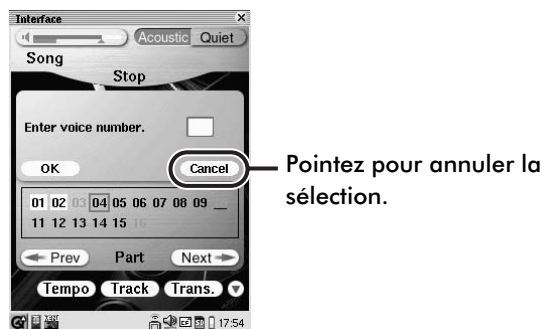 Interface ×
Acoustic Quiet
Song
Stop
Enter voice number.
OK Cancel
Pointez pour annuler la
sélection.
01 02 03 04 05 06 07 08 09 __
11 12 13 14 15 16
Prev Part Next
Tempo Track Trans.
17:54